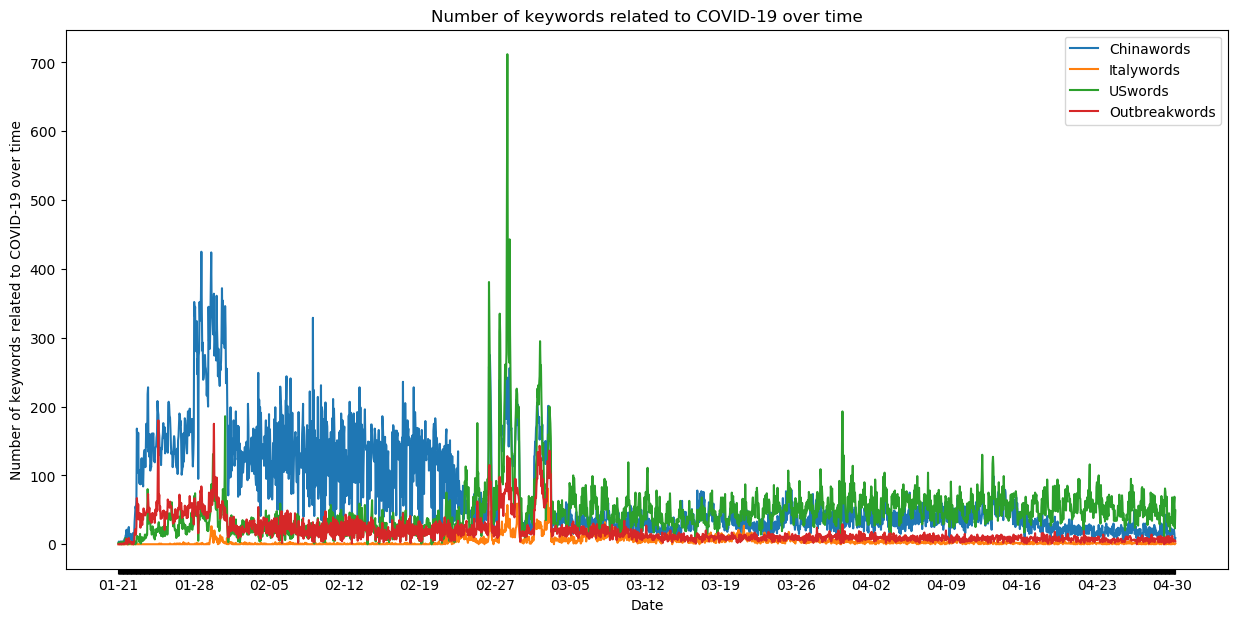 Number of keywords related to COVID-19 over time
Number of keywords related to COVID-19 over time
700
600
500
400
300
200
100
0
Chinawords
Italywords
USwords
Outbreakwords
01-21 01-28 02-05 02-12 02-19 02-27 03-05 03-12 03-19 03-26 04-02 04-09 04-16 04-23 04-30
Date